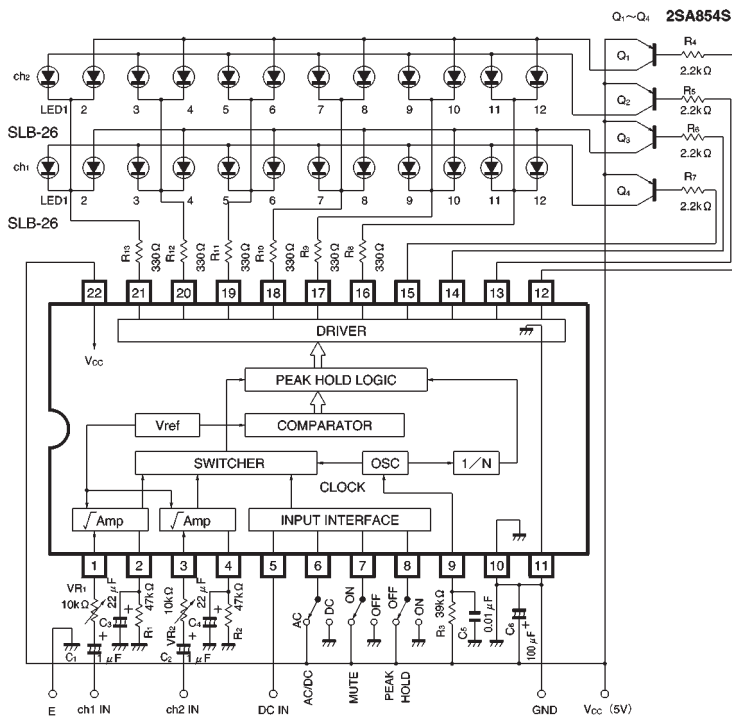 Q₁~Q₄ 2SA854S
ch₂
Q₁
R₄
2.2kΩ
LED1 2 3 4 5 6 7 8 9 10 11 12
SLB-26
Q₂
R₅
2.2kΩ
Q₃
R₆
2.2kΩ
ch₁
LED1 2 3 4 5 6 7 8 9 10 11 12
SLB-26
Q₄
R₇
2.2kΩ
R₁₃ 330Ω
R₁₂ 330Ω
R₁₁ 330Ω
R₁₀ 330Ω
R₉ 330Ω
R₈ 330Ω
22 21 20 19 18 17 16 15 14 13 12
DRIVER
Vcc
PEAK HOLD LOGIC
Vref
COMPARATOR
SWITCHER
OSC
1/N
CLOCK
√Amp
√Amp
INPUT INTERFACE
1 2 3 4 5 6 7 8 9 10 11
VR₁
10kΩ
C₃
22μF
R₁
47kΩ
C₁
1μF
VR₂
10kΩ
C₄
22μF
R₂
47kΩ
C₂
1μF
AC
DC
AC/DC
ON
OFF
MUTE
OFF
ON
PEAK
HOLD
R₃
39kΩ
C₅
0.01μF
C₆
100μF
E
ch1 IN
ch2 IN
DC IN
GND
Vcc (5V)